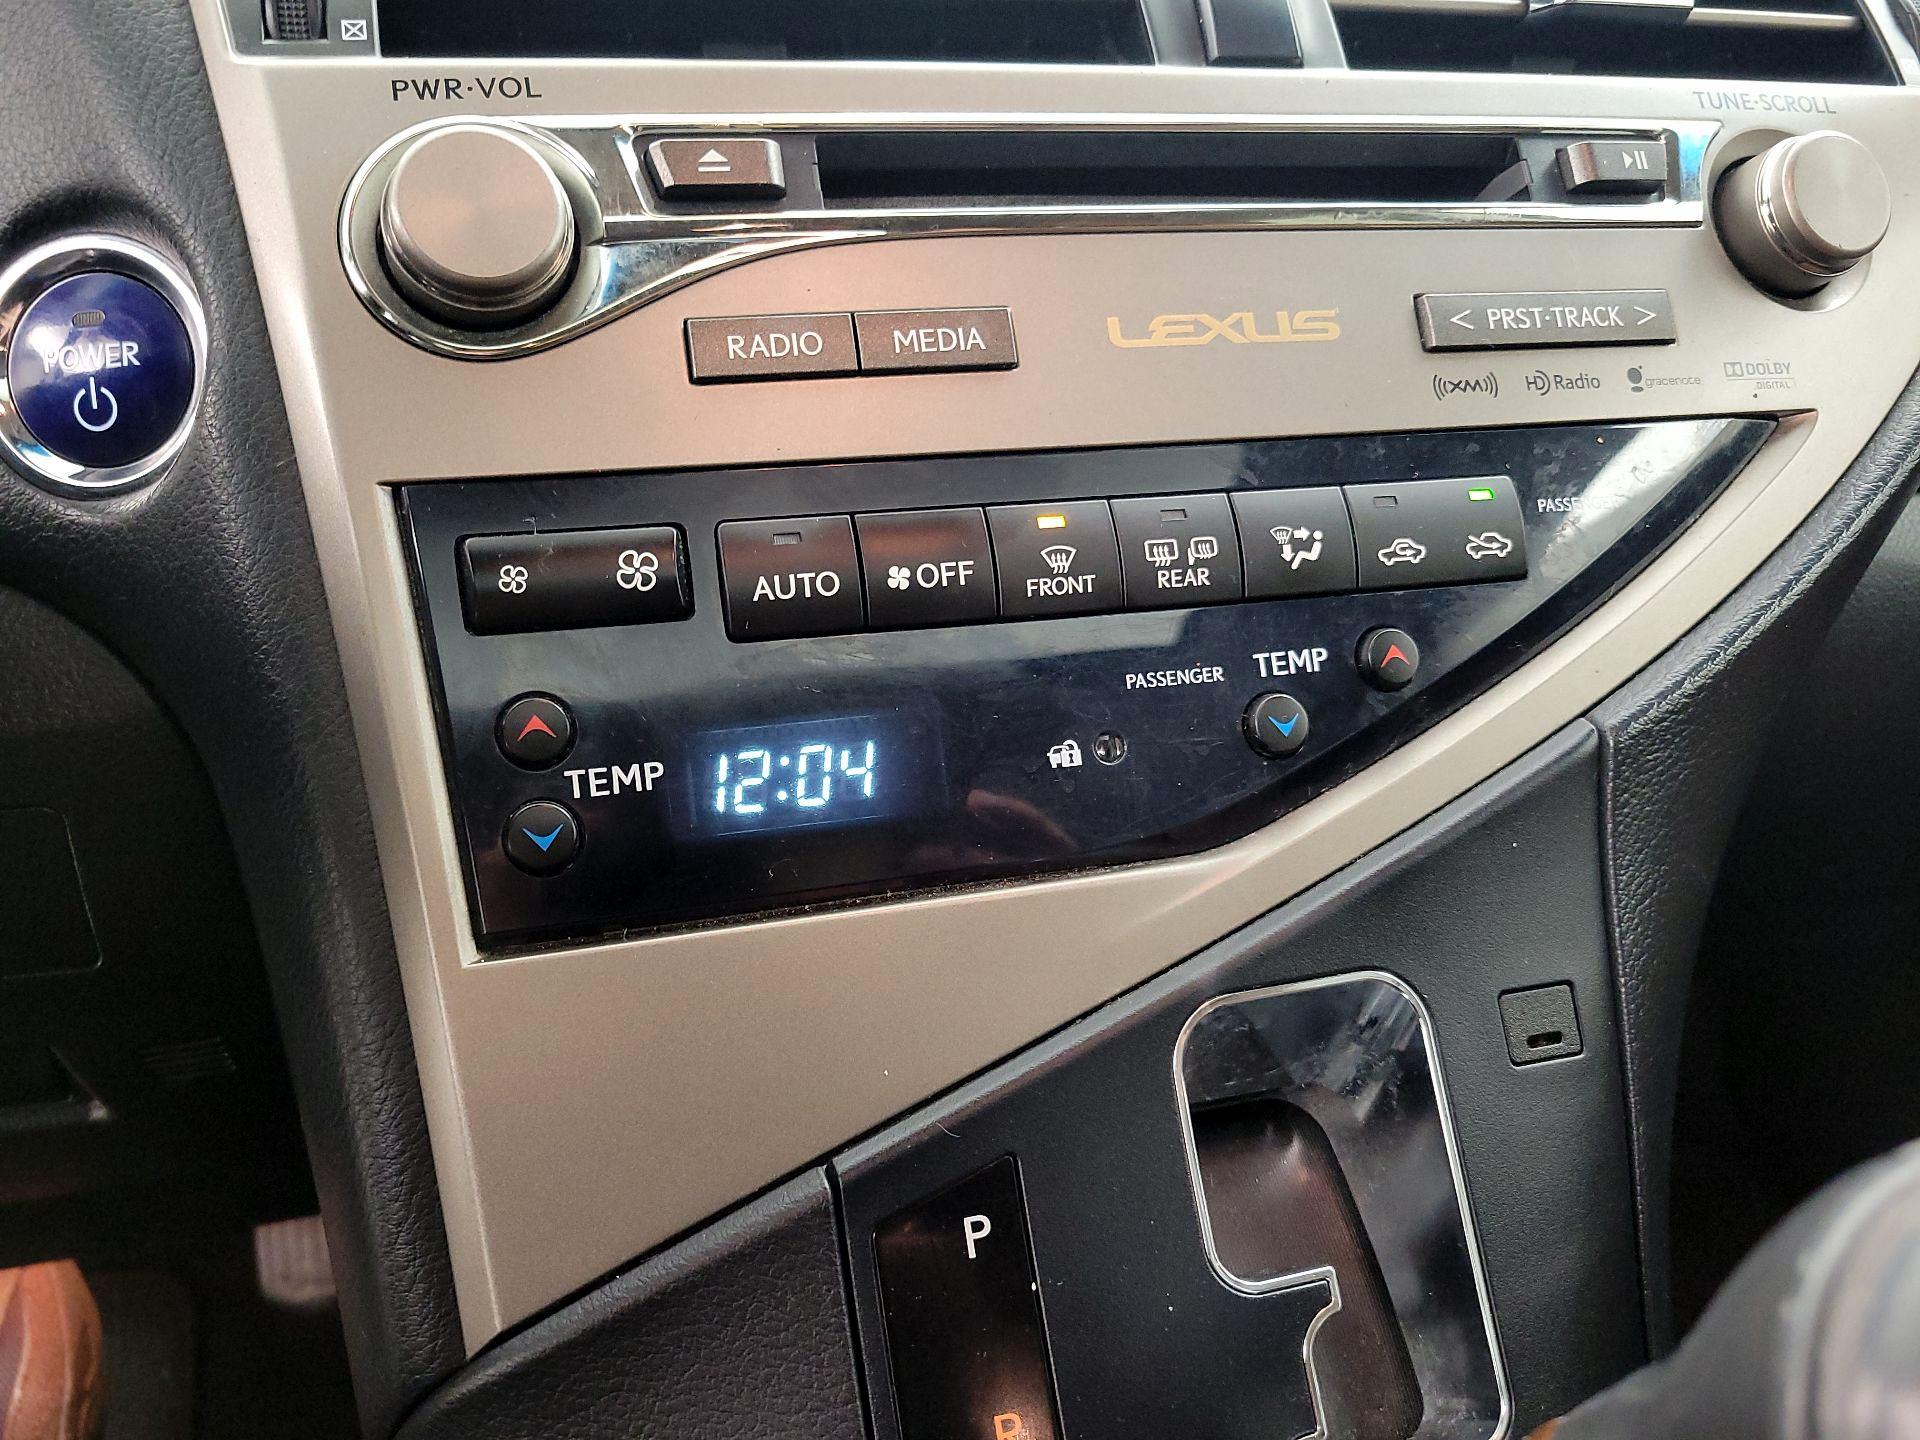 PWR·VOL
TUNE·SCROLL
POWER
RADIO
MEDIA
LEXUS
< PRST·TRACK >
((XM))
HD Radio
gracenote
DOLBY
DIGITAL
AUTO
OFF
FRONT
REAR
PASSENGER
TEMP
PASSENGER
TEMP
12:04
P
R